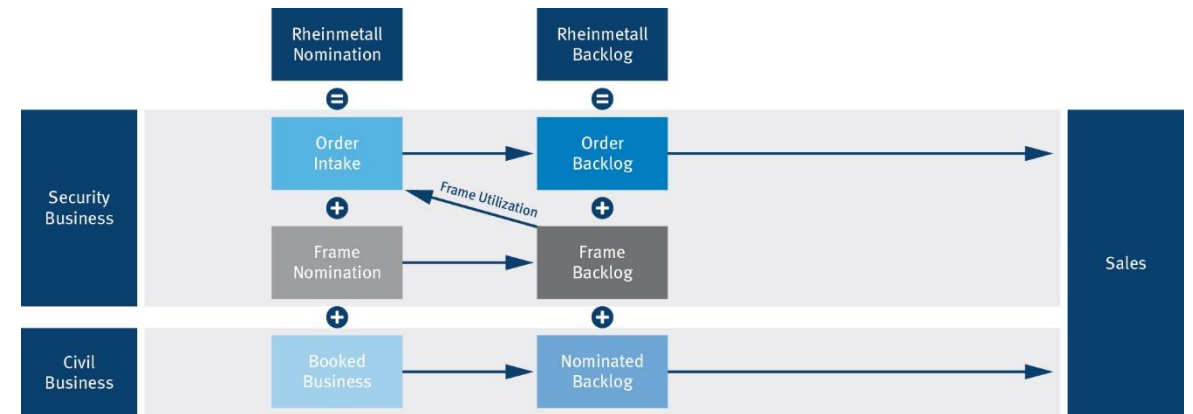 Rheinmetall
Nomination
Rheinmetall
Backlog
=
=
Security
Business
Order
Intake
Order
Backlog
Frame Utilization
+
+
Frame
Nomination
Frame
Backlog
Sales
+
+
Civil
Business
Booked
Business
Nominated
Backlog